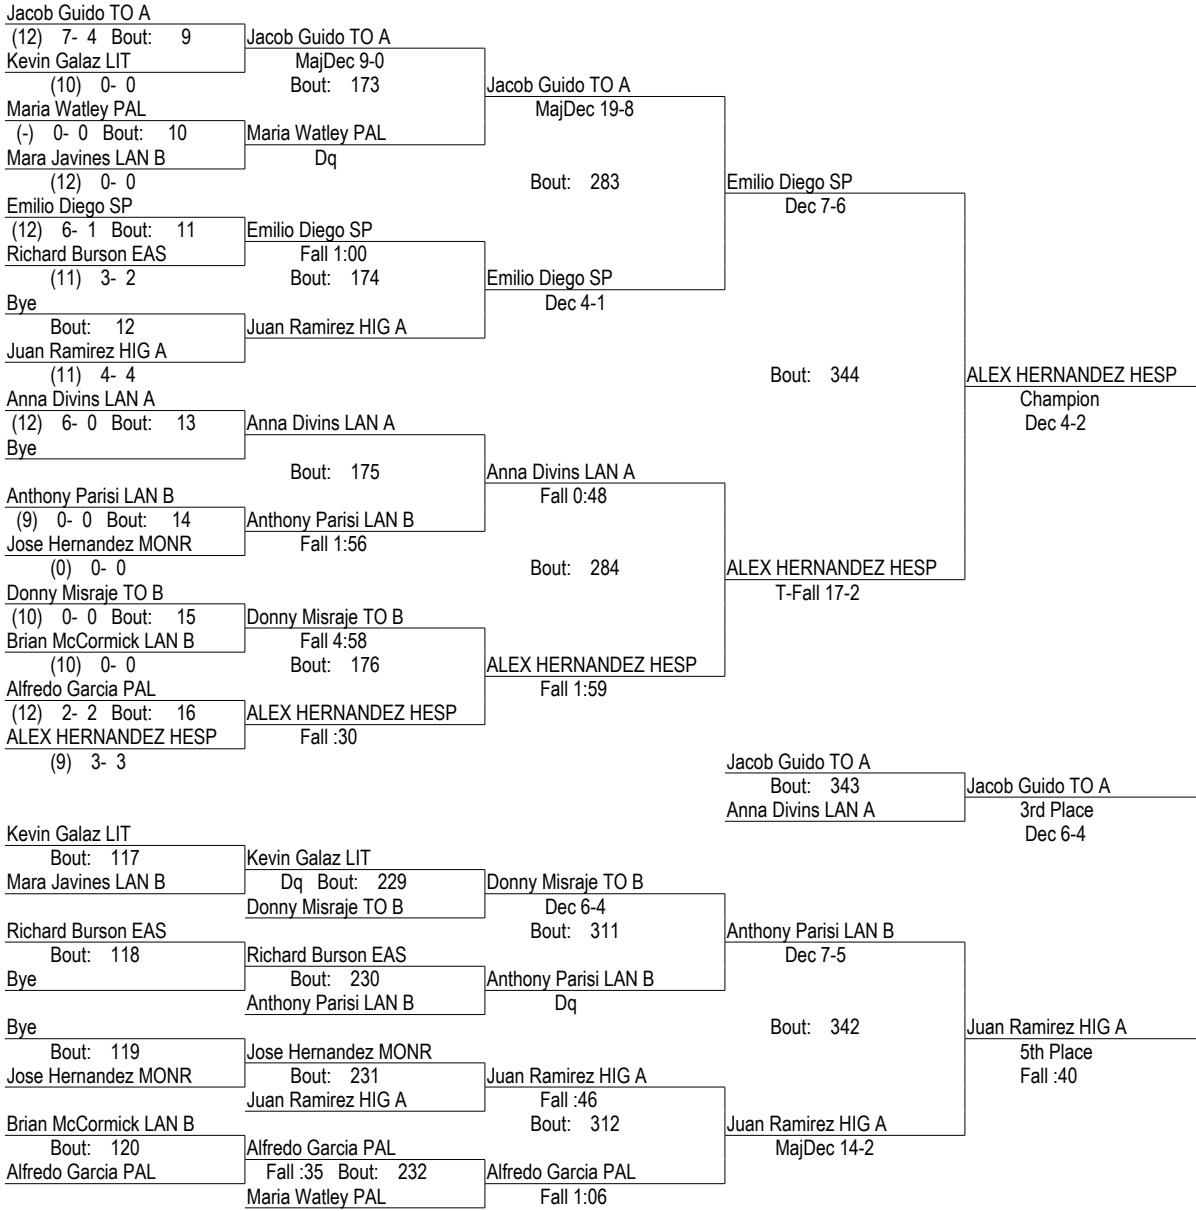 Jacob Guido TO A
(12) 7- 4 Bout: 9
Jacob Guido TO A
Kevin Galaz LIT
MajDec 9-0
(10) 0- 0
Bout: 173
Jacob Guido TO A
Maria Watley PAL
MajDec 19-8
(-) 0- 0 Bout: 10
Maria Watley PAL
Mara Javines LAN B
Dq
(12) 0- 0
Bout: 283
Emilio Diego SP
Emilio Diego SP
Dec 7-6
(12) 6- 1 Bout: 11
Emilio Diego SP
Richard Burson EAS
Fall 1:00
(11) 3- 2
Bout: 174
Emilio Diego SP
Bye
Dec 4-1
Bout: 12
Juan Ramirez HIG A
Juan Ramirez HIG A
(11) 4- 4
Bout: 344
ALEX HERNANDEZ HESP
Anna Divins LAN A
Champion
(12) 6- 0 Bout: 13
Anna Divins LAN A
Dec 4-2
Bye
Bout: 175
Anna Divins LAN A
Anthony Parisi LAN B
Fall 0:48
(9) 0- 0 Bout: 14
Anthony Parisi LAN B
Jose Hernandez MONR
Fall 1:56
(0) 0- 0
Bout: 284
ALEX HERNANDEZ HESP
Donny Misraje TO B
T-Fall 17-2
(10) 0- 0 Bout: 15
Donny Misraje TO B
Brian McCormick LAN B
Fall 4:58
(10) 0- 0
Bout: 176
ALEX HERNANDEZ HESP
Alfredo Garcia PAL
Fall 1:59
(12) 2- 2 Bout: 16
ALEX HERNANDEZ HESP
ALEX HERNANDEZ HESP
Fall :30
(9) 3- 3
Jacob Guido TO A
Bout: 343
Jacob Guido TO A
Anna Divins LAN A
3rd Place
Dec 6-4
Kevin Galaz LIT
Bout: 117
Kevin Galaz LIT
Mara Javines LAN B
Dq Bout: 229
Donny Misraje TO B
Donny Misraje TO B
Dec 6-4
Richard Burson EAS
Bout: 311
Anthony Parisi LAN B
Bout: 118
Richard Burson EAS
Dec 7-5
Bye
Bout: 230
Anthony Parisi LAN B
Anthony Parisi LAN B
Dq
Bye
Bout: 342
Juan Ramirez HIG A
Bout: 119
Jose Hernandez MONR
5th Place
Jose Hernandez MONR
Bout: 231
Juan Ramirez HIG A
Fall :40
Juan Ramirez HIG A
Fall :46
Brian McCormick LAN B
Bout: 312
Juan Ramirez HIG A
Bout: 120
Alfredo Garcia PAL
MajDec 14-2
Alfredo Garcia PAL
Fall :35 Bout: 232
Alfredo Garcia PAL
Maria Watley PAL
Fall 1:06